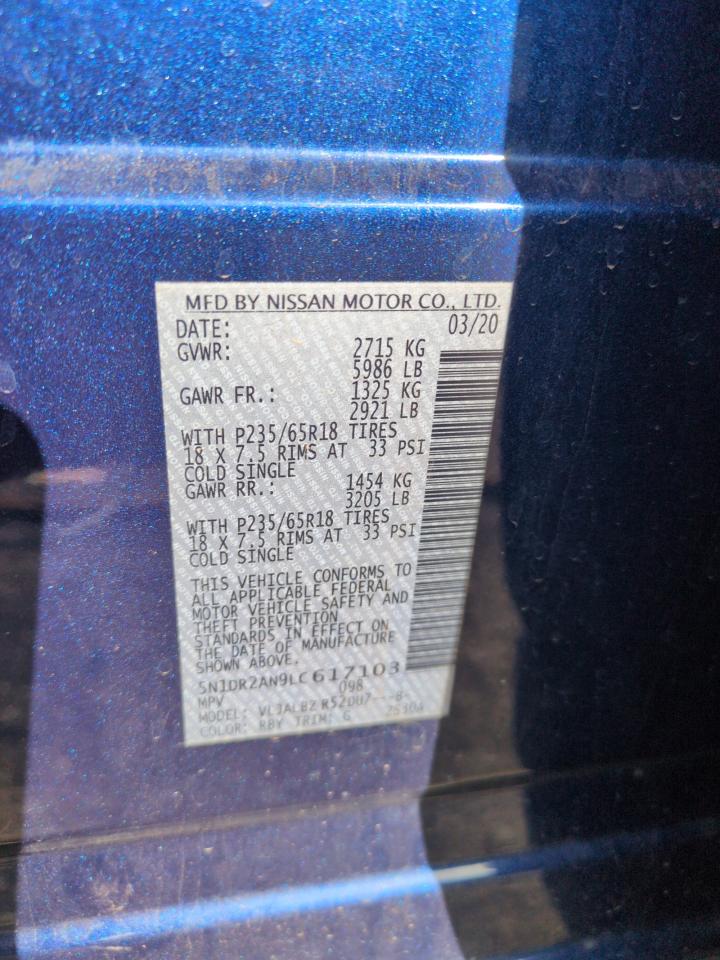 MFD BY NISSAN MOTOR CO., LTD.
DATE: 03/20
GVWR: 2715 KG
5986 LB
GAWR FR.: 1325 KG
2921 LB
WITH P235/65R18 TIRES
18 X 7.5 RIMS AT 33 PSI
COLD SINGLE
GAWR RR.: 1454 KG
3205 LB
WITH P235/65R18 TIRES
18 X 7.5 RIMS AT 33 PSI
COLD SINGLE
THIS VEHICLE CONFORMS TO
ALL APPLICABLE FEDERAL
MOTOR VEHICLE SAFETY AND
THEFT PREVENTION
STANDARDS IN EFFECT ON
THE DATE OF MANUFACTURE
SHOWN ABOVE.
5N1DR2AN9LC617103
MPV 098
MODEL:
COLOR: RBY TRIM: G